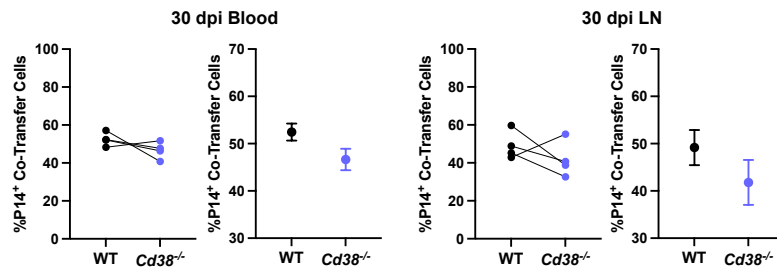 30 dpi Blood
30 dpi LN
%P14⁺ Co-Transfer Cells
100
80
60
40
20
0
WT
Cd38⁻/⁻
%P14⁺ Co-Transfer Cells
70
60
50
40
30
WT
Cd38⁻/⁻
%P14⁺ Co-Transfer Cells
100
80
60
40
20
0
WT
Cd38⁻/⁻
%P14⁺ Co-Transfer Cells
70
60
50
40
30
WT
Cd38⁻/⁻